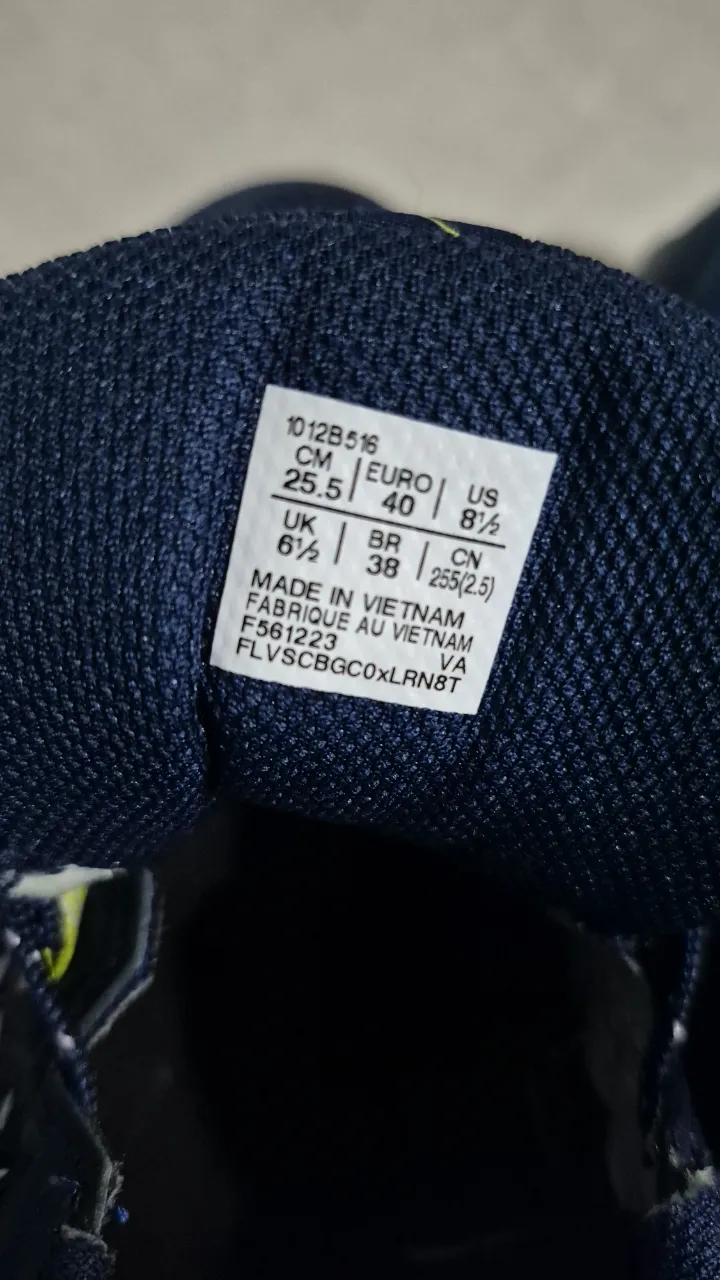 1012B516
CM | EURO | US
25.5 40 8½
UK | BR | CN
6½ 38 255(2.5)
MADE IN VIETNAM
FABRIQUE AU VIETNAM
F561223 VA
FLVSCBGC0xLRN8T